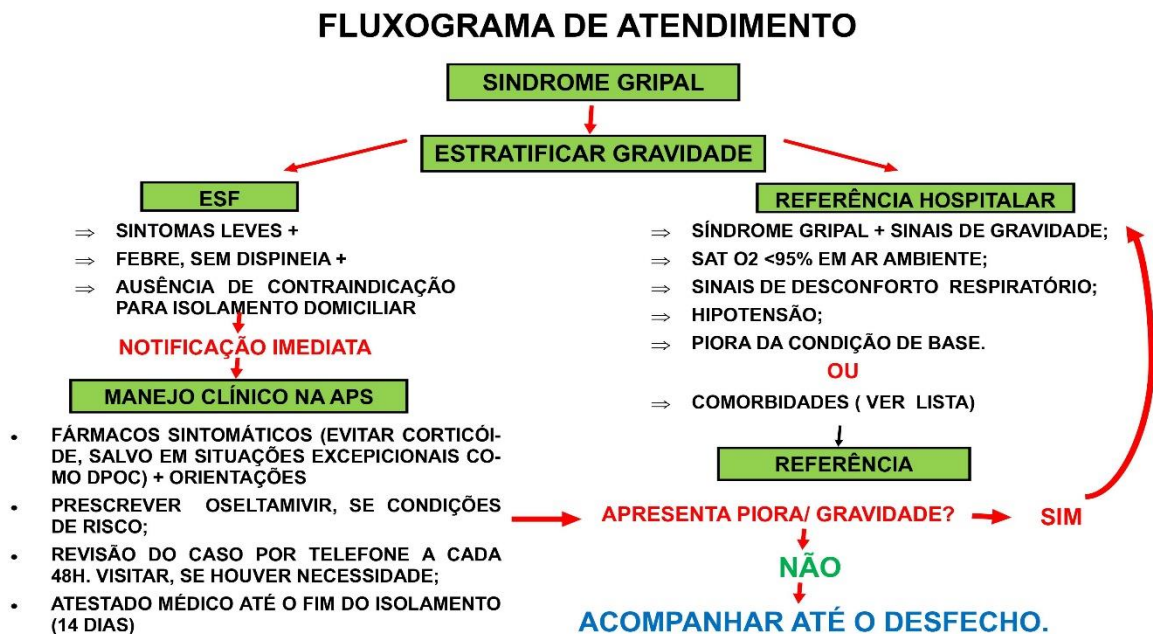 FLUXOGRAMA DE ATENDIMENTO
SINDROME GRIPAL
ESTRATIFICAR GRAVIDADE
ESF
⇒ SINTOMAS LEVES +
⇒ FEBRE, SEM DISPINEIA +
⇒ AUSÊNCIA DE CONTRAINDICAÇÃO
PARA ISOLAMENTO DOMICILIAR
NOTIFICAÇÃO IMEDIATA
MANEJO CLÍNICO NA APS
• FÁRMACOS SINTOMÁTICOS (EVITAR CORTICÓI-
DE, SALVO EM SITUAÇÕES EXCEPICIONAIS CO-
MO DPOC) + ORIENTAÇÕES
• PRESCREVER OSELTAMIVIR, SE CONDIÇÕES
DE RISCO;
• REVISÃO DO CASO POR TELEFONE A CADA
48H. VISITAR, SE HOUVER NECESSIDADE;
• ATESTADO MÉDICO ATÉ O FIM DO ISOLAMENTO
(14 DIAS)
REFERÊNCIA HOSPITALAR
⇒ SÍNDROME GRIPAL + SINAIS DE GRAVIDADE;
⇒ SAT O2 <95% EM AR AMBIENTE;
⇒ SINAIS DE DESCONFORTO RESPIRATÓRIO;
⇒ HIPOTENSÃO;
⇒ PIORA DA CONDIÇÃO DE BASE.
OU
⇒ COMORBIDADES ( VER LISTA)
REFERÊNCIA
APRESENTA PIORA/ GRAVIDADE?
SIM
NÃO
ACOMPANHAR ATÉ O DESFECHO.